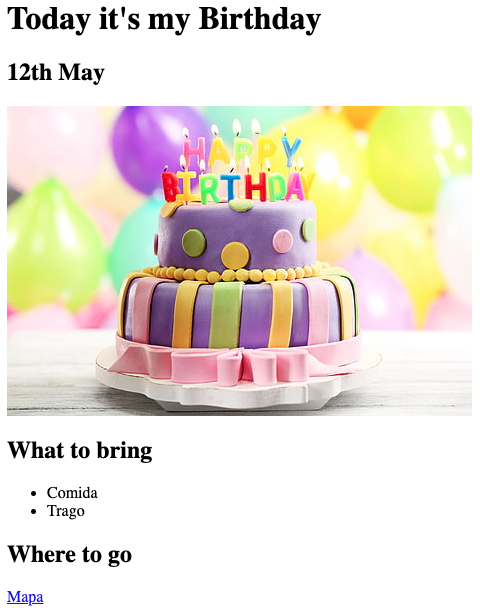 Today it's my Birthday
12th May
HAPPY
BIRTHDAY
What to bring
Comida
Trago
Where to go
Mapa